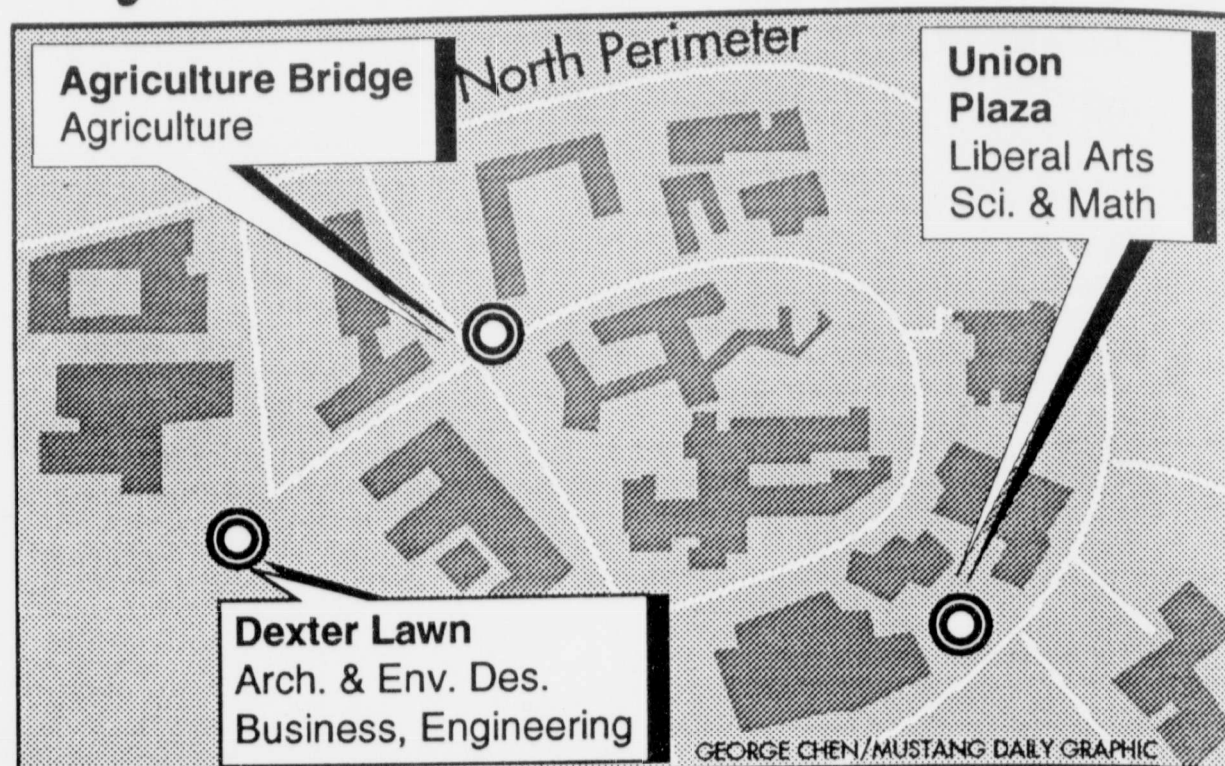 North Perimeter
Agriculture Bridge
Agriculture
Union
Plaza
Liberal Arts
Sci. & Math
Dexter Lawn
Arch. & Env. Des.
Business, Engineering
GEORGE CHEN/MUSTANG DAILY GRAPHIC